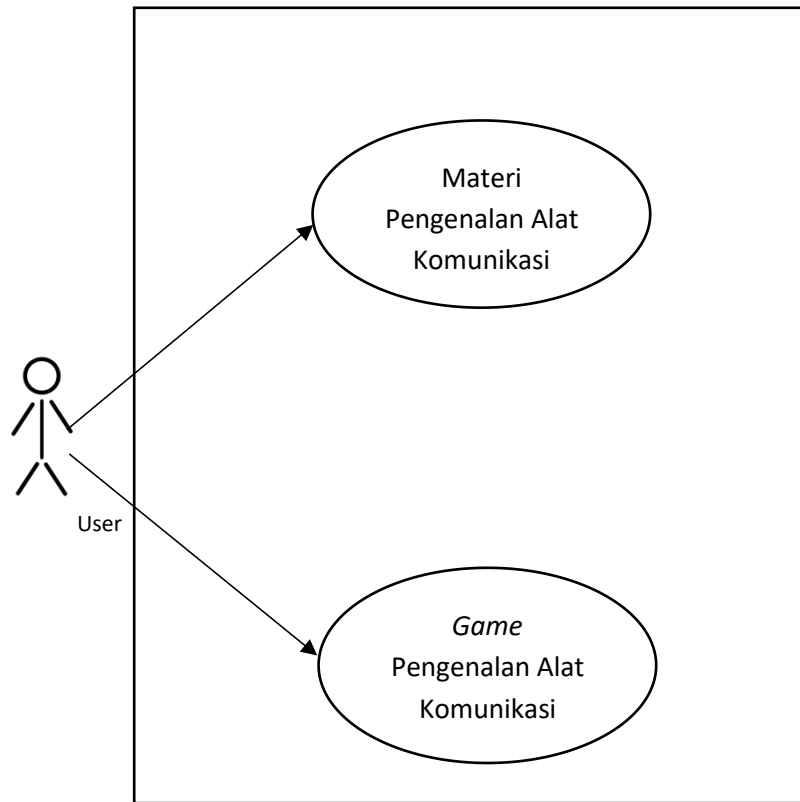 Materi
Pengenalan Alat
Komunikasi
User
Game
Pengenalan Alat
Komunikasi